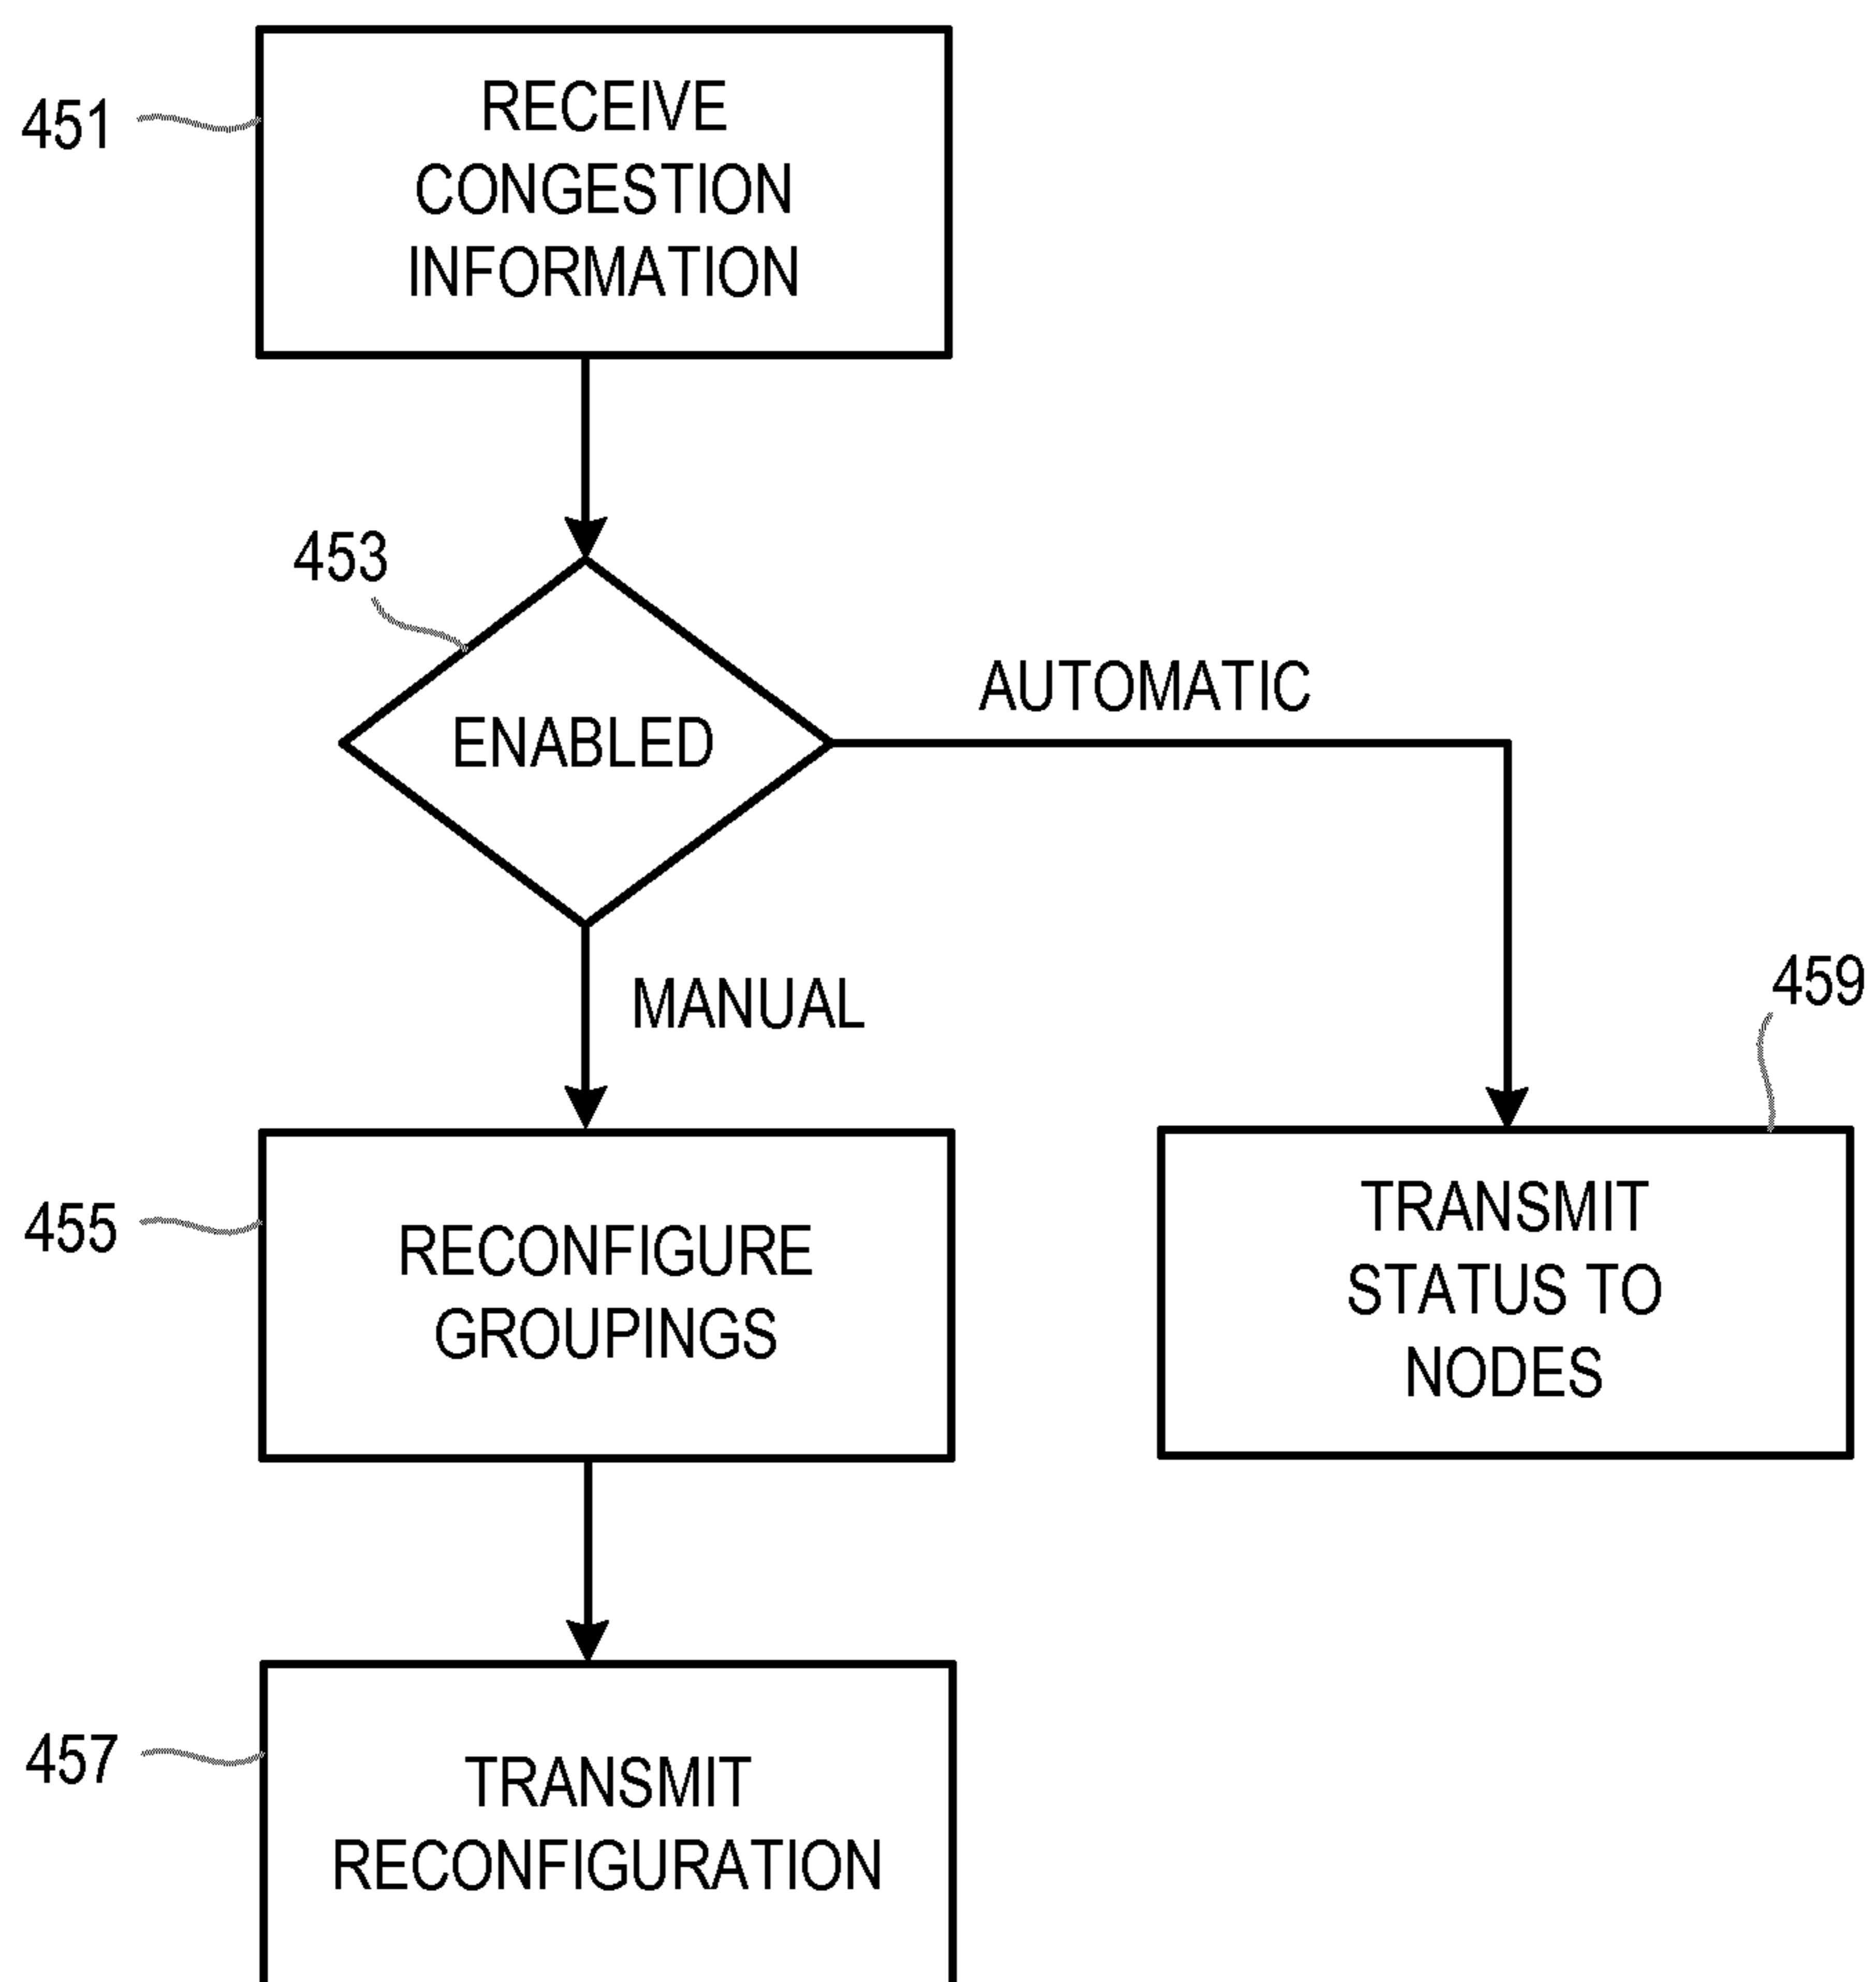 451
RECEIVE
CONGESTION
INFORMATION
453
ENABLED
AUTOMATIC
MANUAL
459
455
RECONFIGURE
GROUPINGS
TRANSMIT
STATUS TO
NODES
457
TRANSMIT
RECONFIGURATION